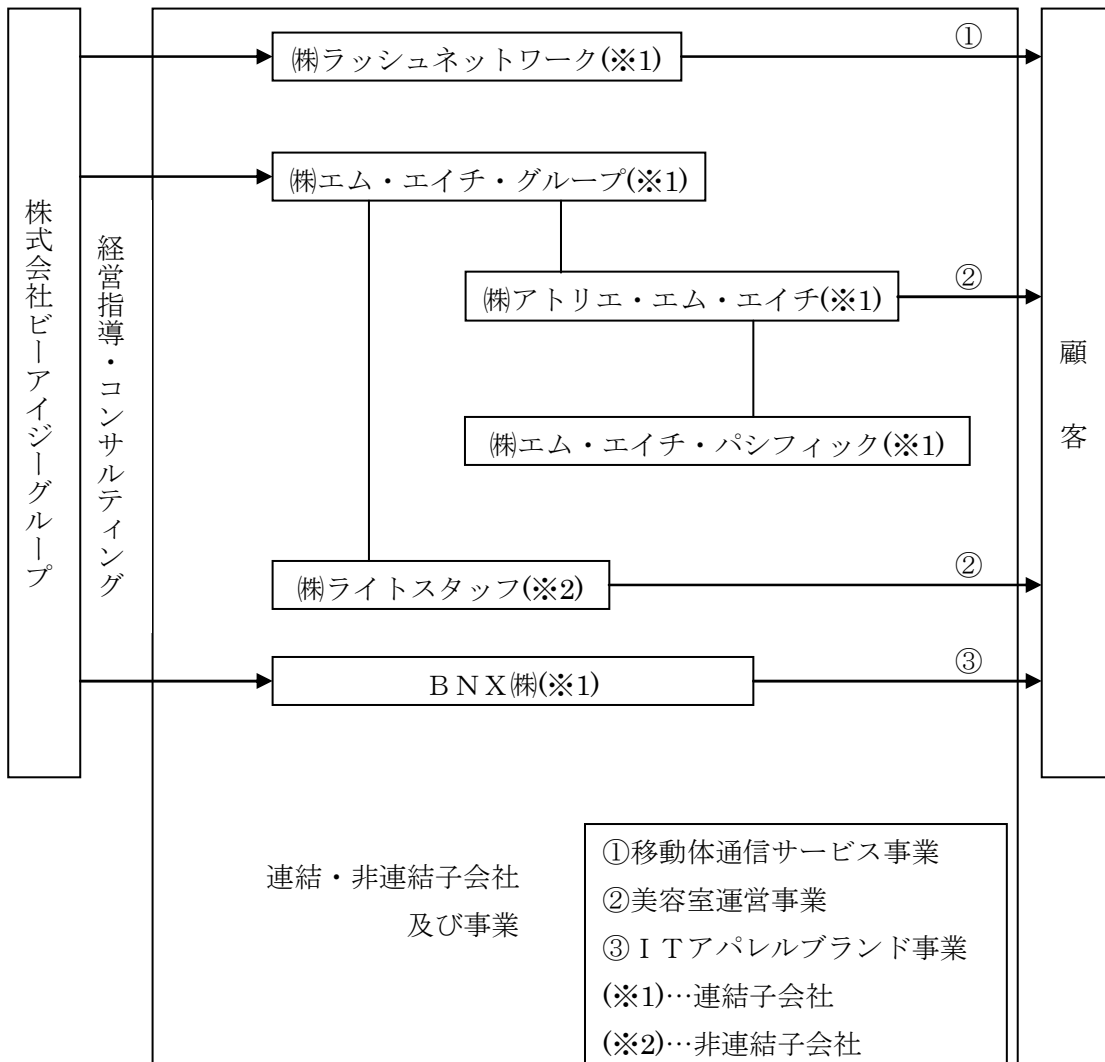 株式会社ビーアイジーグループ
経営指導・コンサルティング
㈱ラッシュネットワーク(※1)
①
㈱エム・エイチ・グループ(※1)
㈱アトリエ・エム・エイチ(※1)
②
㈱エム・エイチ・パシフィック(※1)
㈱ライトスタッフ(※2)
②
ＢＮＸ㈱(※1)
③
顧客
連結・非連結子会社
及び事業
①移動体通信サービス事業
②美容室運営事業
③ＩＴアパレルブランド事業
(※1)…連結子会社
(※2)…非連結子会社